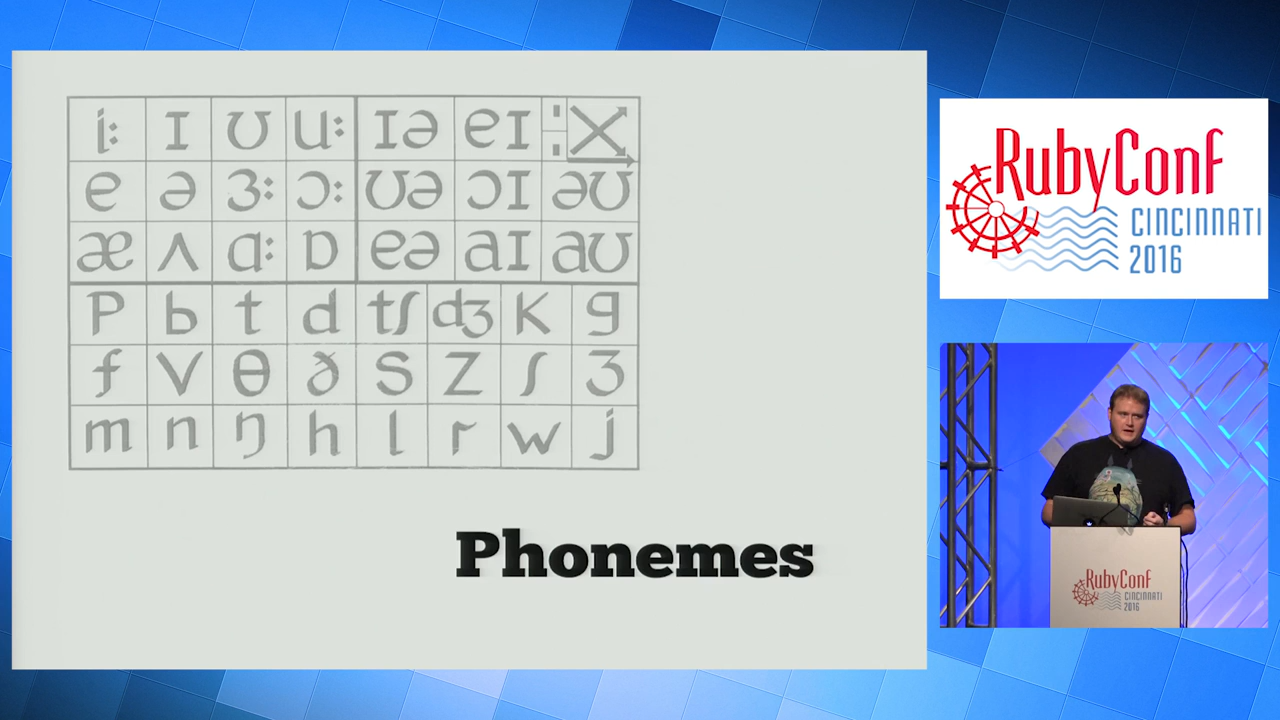 iː ɪ ʊ uː ɪə eɪ
e ə ɜː ɔː ʊə ɔɪ əʊ
æ ʌ ɑː ɒ eə aɪ aʊ
p b t d tʃ dʒ k g
f v θ ð s z ʃ ʒ
m n ŋ h l r w j
Phonemes
RubyConf
CINCINNATI
2016
RubyConf
CINCINNATI
2016